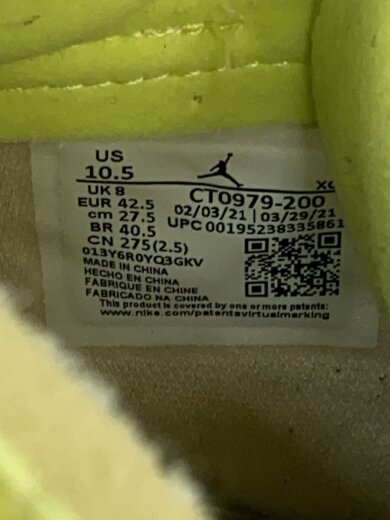 US
10.5
UK 8
EUR 42.5
cm 27.5
BR 40.5
CN 275(2.5)
013Y6R0YQ3GKV
MADE IN CHINA
HECHO EN CHINA
FABRIQUE EN CHINE
FABRICADO NA CHINA
CT0979-200
02/03/21 | 03/29/21
UPC 00195238335861
This product is covered by one or more patents:
www.nike.com/patentsvirtualmarking